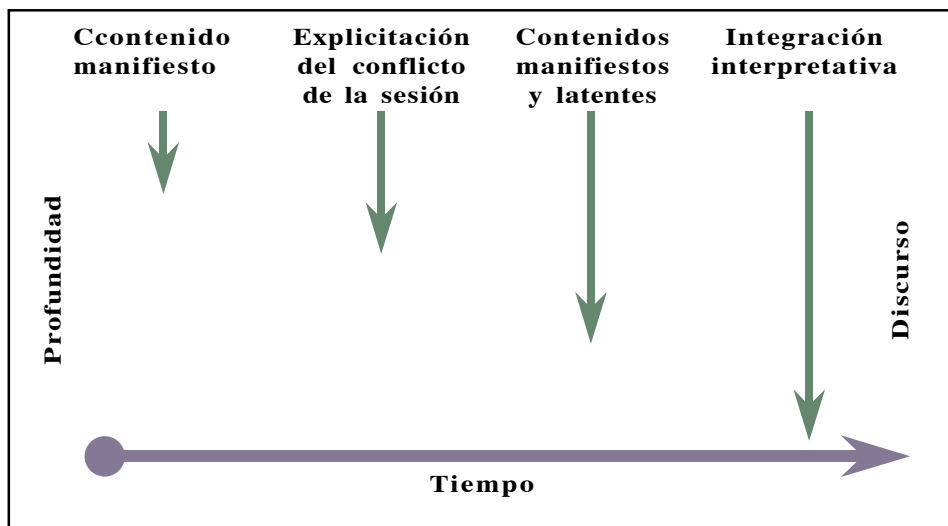 Ccontenido
manifiesto
Explicitación
del conflicto
de la sesión
Contenidos
manifiestos
y latentes
Integración
interpretativa
Profundidad
Discurso
Tiempo